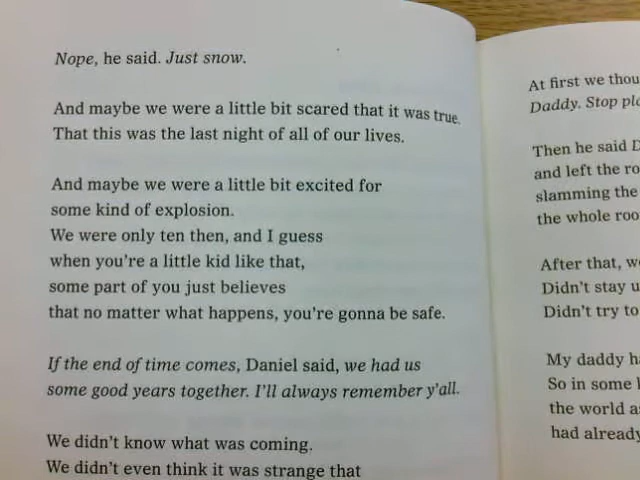 Nope, he said. Just snow.
And maybe we were a little bit scared that it was true.
That this was the last night of all of our lives.
And maybe we were a little bit excited for
some kind of explosion.
We were only ten then, and I guess
when you're a little kid like that,
some part of you just believes
that no matter what happens, you're gonna be safe.
If the end of time comes, Daniel said, we had us
some good years together. I'll always remember y'all.
We didn't know what was coming.
We didn't even think it was strange that
At first we
Daddy. Stop
Then he said
and left the
slamming the
the whole
After that,
Didn't stay
Didn't try to
My daddy
So in some
the world
had already